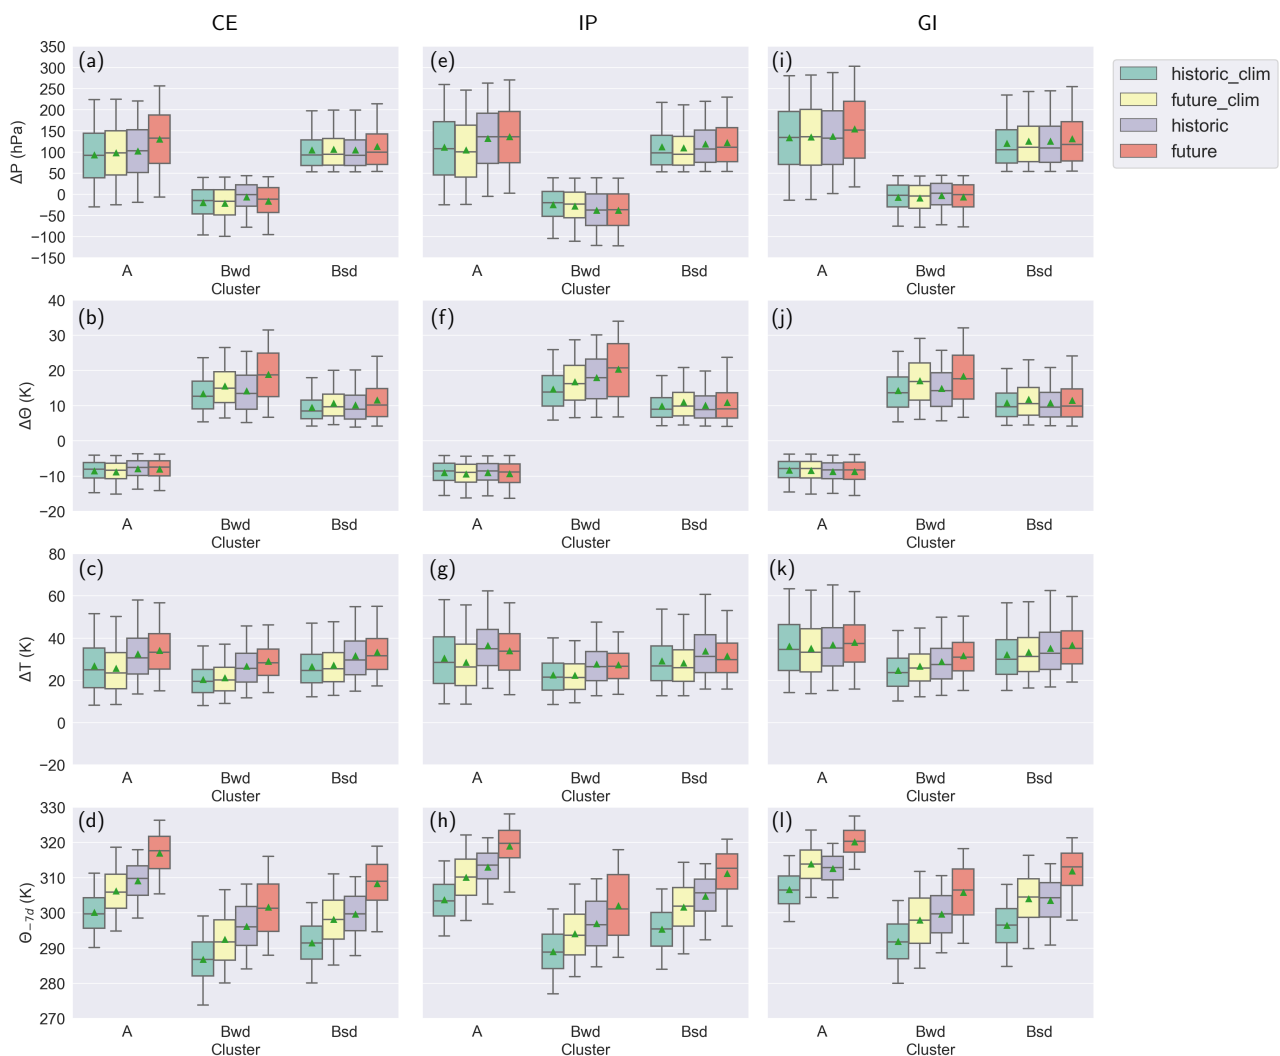 CE IP GI
(a) (e) (i)
350
300
250
200
150
100
50
0
−50
−100
−150
ΔP (hPa)
A Bwd Bsd
Cluster
A Bwd Bsd
Cluster
A Bwd Bsd
Cluster
historic_clim
future_clim
historic
future
(b) (f) (j)
40
30
20
10
0
−10
−20
ΔΘ (K)
A Bwd Bsd
Cluster
A Bwd Bsd
Cluster
A Bwd Bsd
Cluster
(c) (g) (k)
80
60
40
20
0
−20
ΔT (K)
A Bwd Bsd
Cluster
A Bwd Bsd
Cluster
A Bwd Bsd
Cluster
(d) (h) (l)
330
320
310
300
290
280
270
Θ−7d (K)
A Bwd Bsd
Cluster
A Bwd Bsd
Cluster
A Bwd Bsd
Cluster